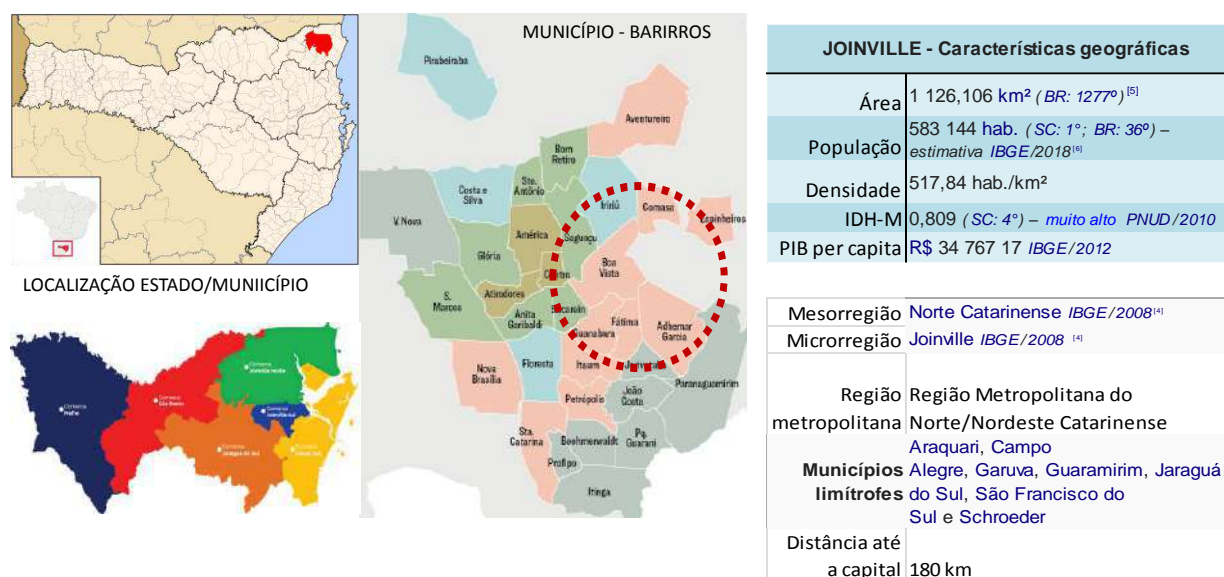 MUNICÍPIO - BARIRROS
LOCALIZAÇÃO ESTADO/MUNIICÍPIO
Pirabeiraba
Aventureiro
Bom
Retiro
Sto.
Antônio
Costa e
Silva
Iririú
Comasa
Espinheiros
V. Nova
América
Saguaçu
Glória
Boa
Vista
Centro
S.
Marcos
Atiradores
Bucarein
Anita
Garibaldi
Fátima
Adhemar
Garcia
Guanabara
Nova
Brasília
Floresta
Itaum
Jarivatuba
Paranaguamirim
João
Costa
Petrópolis
Sta.
Catarina
Boehmerwaldt
Pq.
Guarani
Profipo
Itinga
Comarca
Comarca
Comarca
Comarca
JOINVILLE - Características geográficas
Área 1 126,106 km² (BR: 1277º) [5]
População 583 144 hab. (SC: 1°; BR: 36º) –
estimativa IBGE/2018[6]
Densidade 517,84 hab./km²
IDH-M 0,809 (SC: 4°) – muito alto PNUD/2010
PIB per capita R$ 34 767 17 IBGE/2012
Mesorregião Norte Catarinense IBGE/2008[4]
Microrregião Joinville IBGE/2008 [4]
Região metropolitana Região Metropolitana do
Norte/Nordeste Catarinense
Municípios limítrofes Araquari, Campo
Alegre, Garuva, Guaramirim, Jaraguá
do Sul, São Francisco do
Sul e Schroeder
Distância até
a capital 180 km